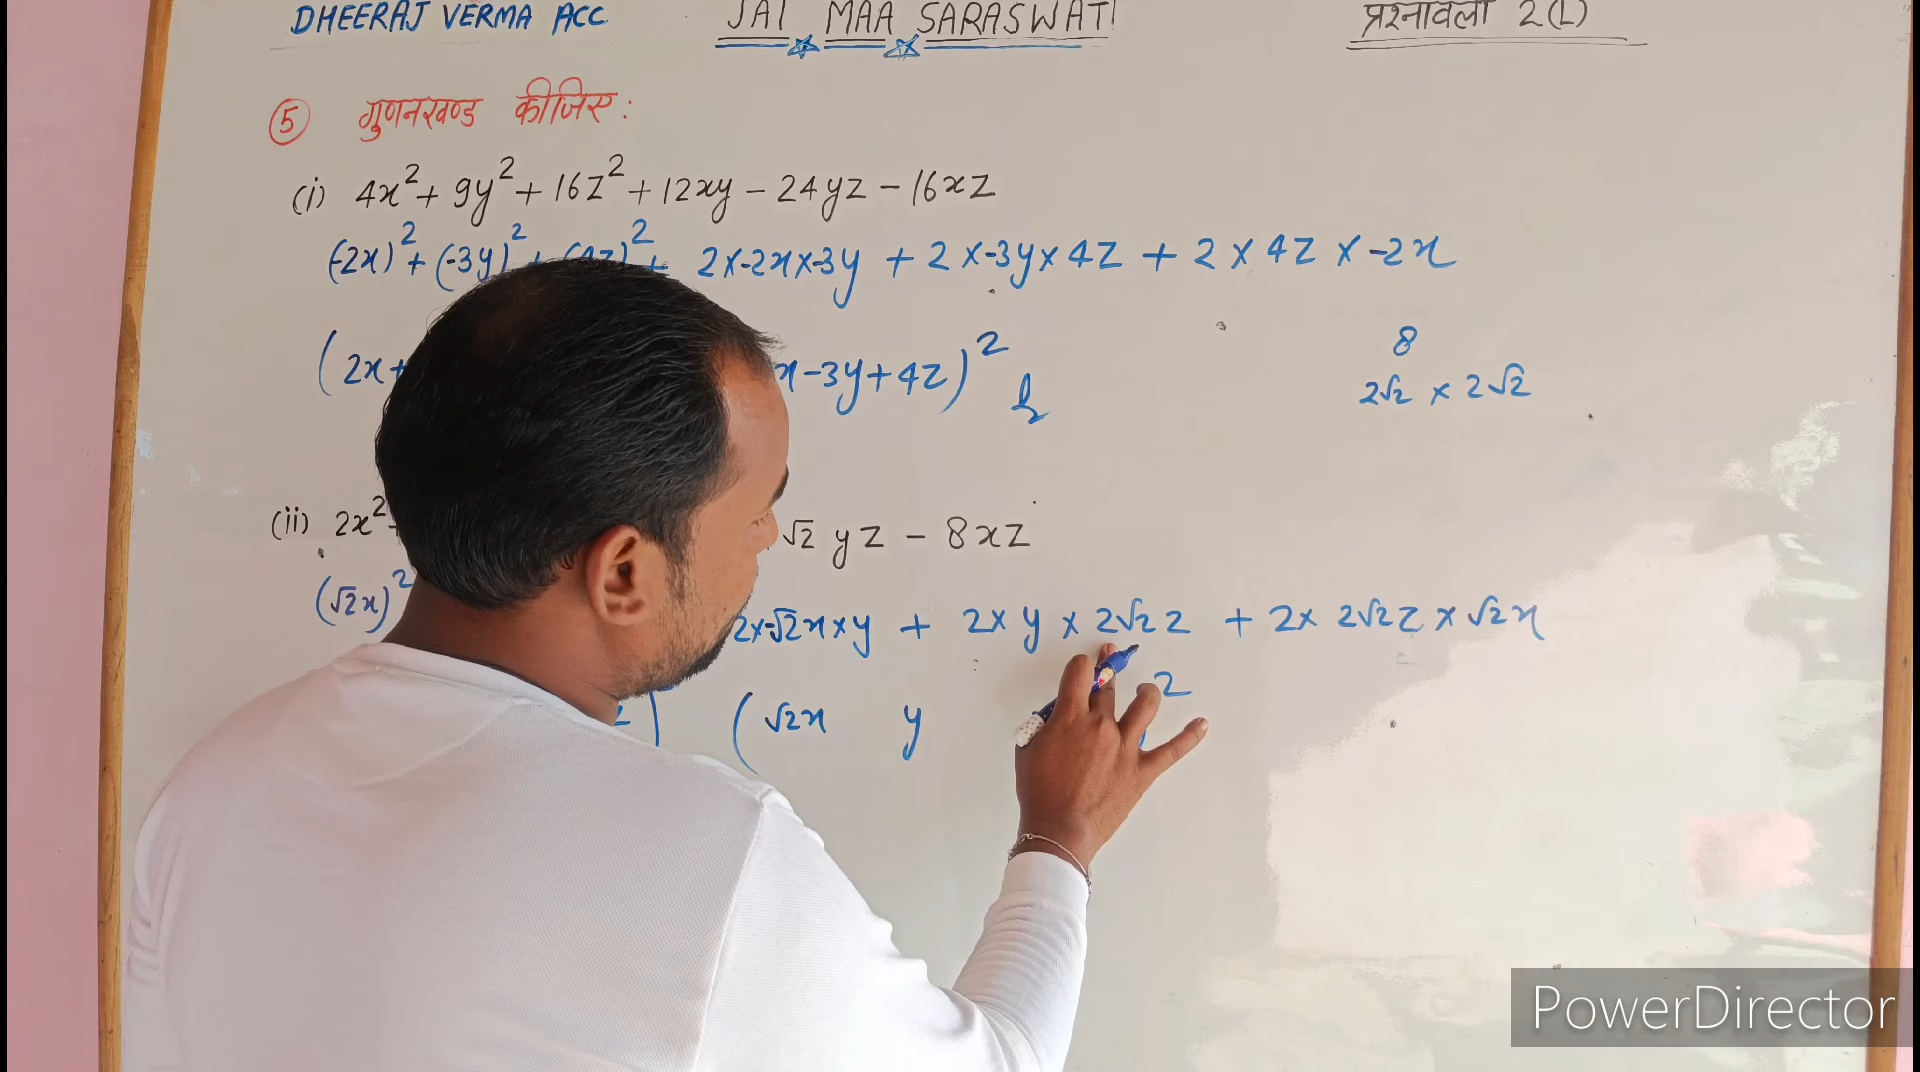 DHEERAJ VERMA ACC. JAI MAA SARASWATI प्रश्नावली 2(L)
⑤ गुणनखण्ड कीजिए :
(i) 4x² + 9y² + 16z² + 12xy − 24yz − 16xz
(-2x)² + (-3y)² + (4z)² + 2×-2x×-3y + 2×-3y×4z + 2×4z×-2x
(2x+ x-3y+4z)²
8
2√2 × 2√2
(ii) 2x² √2 yz − 8xz
(√2x)² 2×-√2x×y + 2×y×2√2z + 2×2√2z×√2x
(√2x y )²
PowerDirector